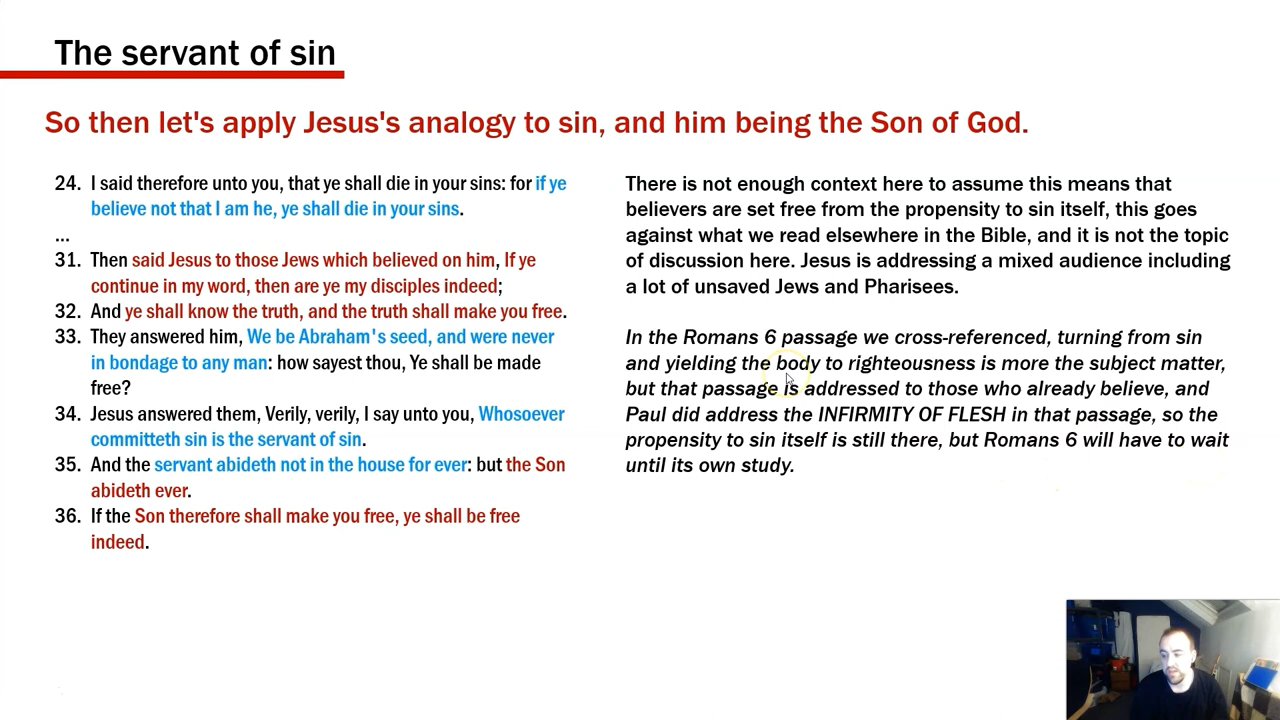 The servant of sin
So then let's apply Jesus's analogy to sin, and him being the Son of God.
24. I said therefore unto you, that ye shall die in your sins: for if ye
believe not that I am he, ye shall die in your sins.
...
31. Then said Jesus to those Jews which believed on him, If ye
continue in my word, then are ye my disciples indeed;
32. And ye shall know the truth, and the truth shall make you free.
33. They answered him, We be Abraham's seed, and were never
in bondage to any man: how sayest thou, Ye shall be made
free?
34. Jesus answered them, Verily, verily, I say unto you, Whosoever
committeth sin is the servant of sin.
35. And the servant abideth not in the house for ever: but the Son
abideth ever.
36. If the Son therefore shall make you free, ye shall be free
indeed.
There is not enough context here to assume this means that
believers are set free from the propensity to sin itself, this goes
against what we read elsewhere in the Bible, and it is not the topic
of discussion here. Jesus is addressing a mixed audience including
a lot of unsaved Jews and Pharisees.
In the Romans 6 passage we cross-referenced, turning from sin
and yielding the body to righteousness is more the subject matter,
but that passage is addressed to those who already believe, and
Paul did address the INFIRMITY OF FLESH in that passage, so the
propensity to sin itself is still there, but Romans 6 will have to wait
until its own study.